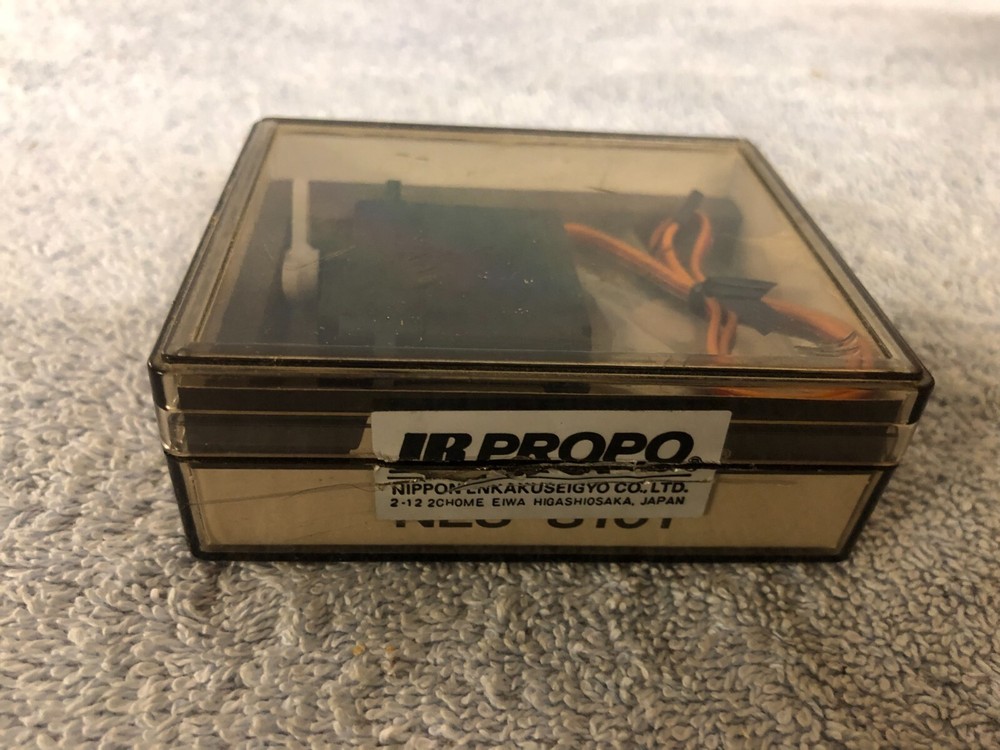 JR PROPO
NIPPON ENKAKUSEIGYO CO., LTD.
2-12 2CHOME EIWA HIGASHIOSAKA, JAPAN